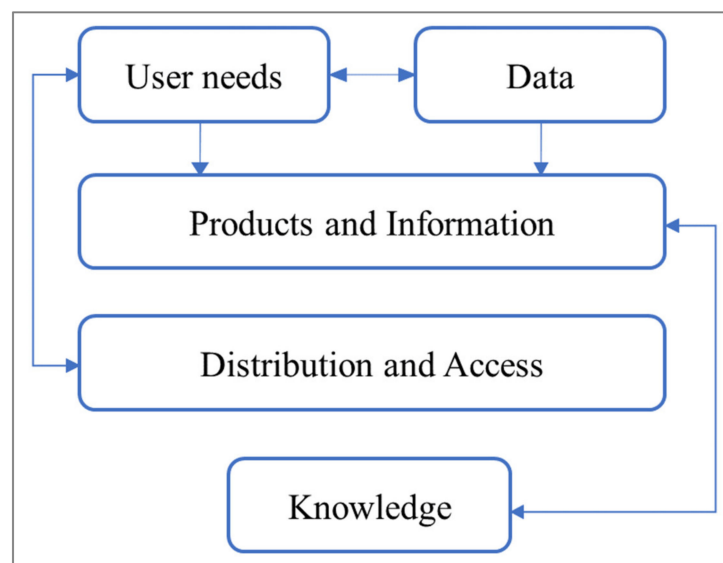 User needs
Data
Products and Information
Distribution and Access
Knowledge